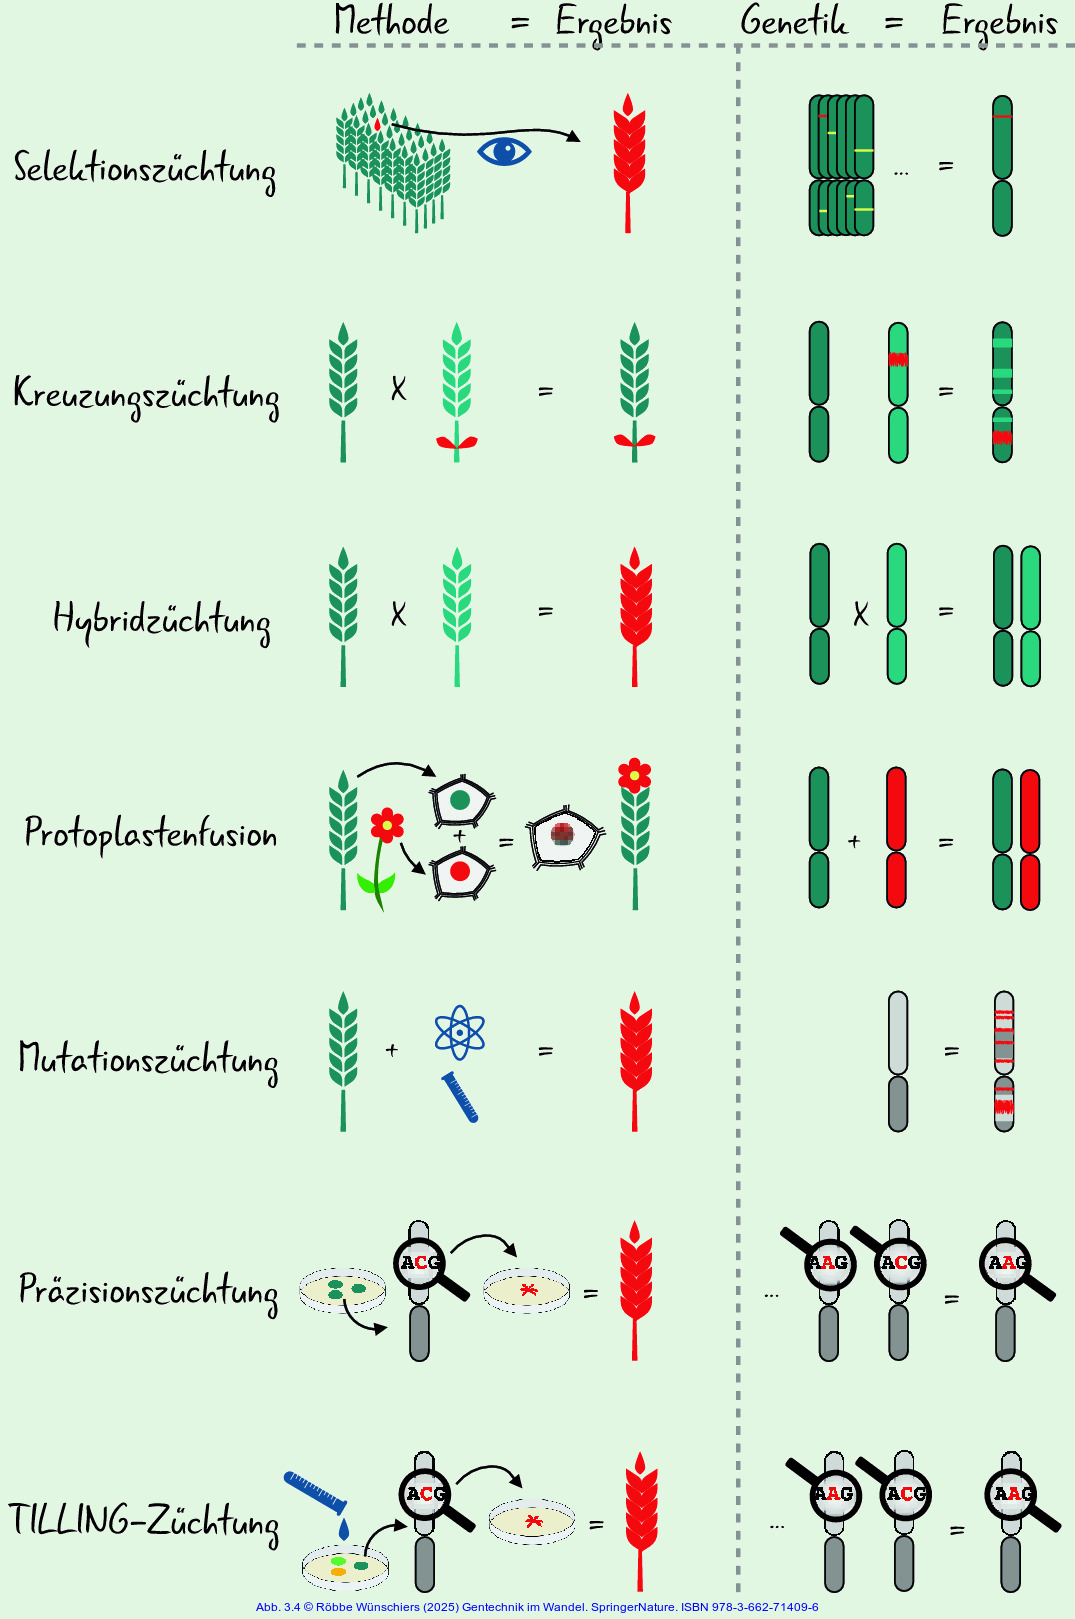 Methode = Ergebnis Genetik = Ergebnis
Selektionszüchtung ... =
Kreuzungszüchtung X = =
Hybridzüchtung X = X =
Protoplastenfusion + = + =
Mutationszüchtung + = =
ACG AAG ACG AAG
Präzisionszüchtung = ... =
ACG AAG ACG AAG
TILLING-Züchtung = ... =
Abb. 3.4 © Röbbe Wünschiers (2025) Gentechnik im Wandel. SpringerNature. ISBN 978-3-662-71409-6